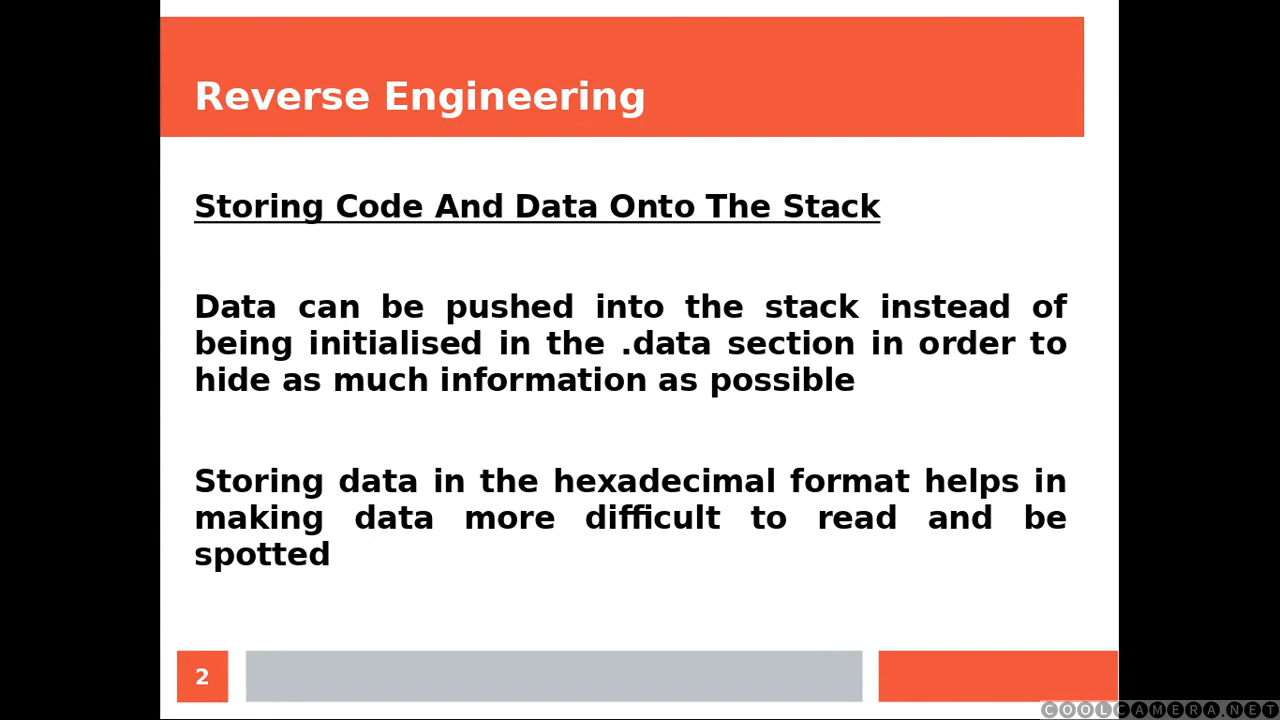 Reverse Engineering
Storing Code And Data Onto The Stack
Data can be pushed into the stack instead of
being initialised in the .data section in order to
hide as much information as possible
Storing data in the hexadecimal format helps in
making data more difficult to read and be
spotted
2
COOLCAMERA.NET